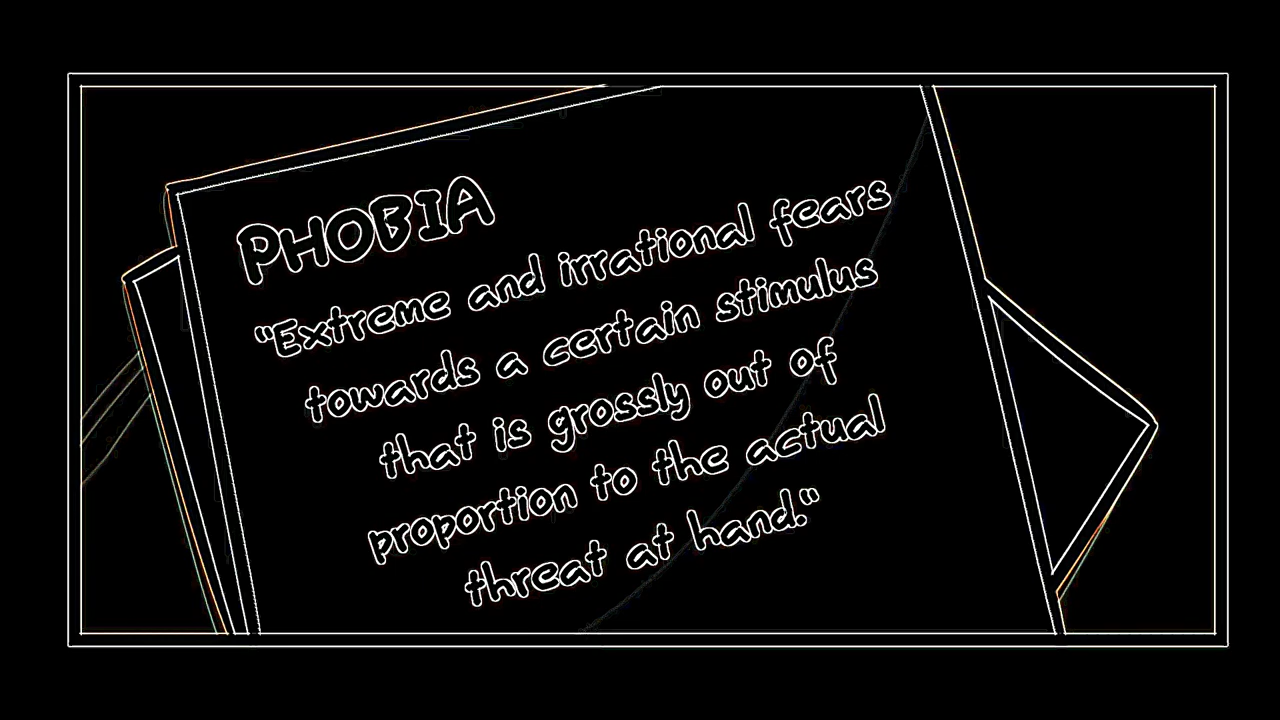 PHOBIA
"Extreme and irrational fears
towards a certain stimulus
that is grossly out of
proportion to the actual
threat at hand."